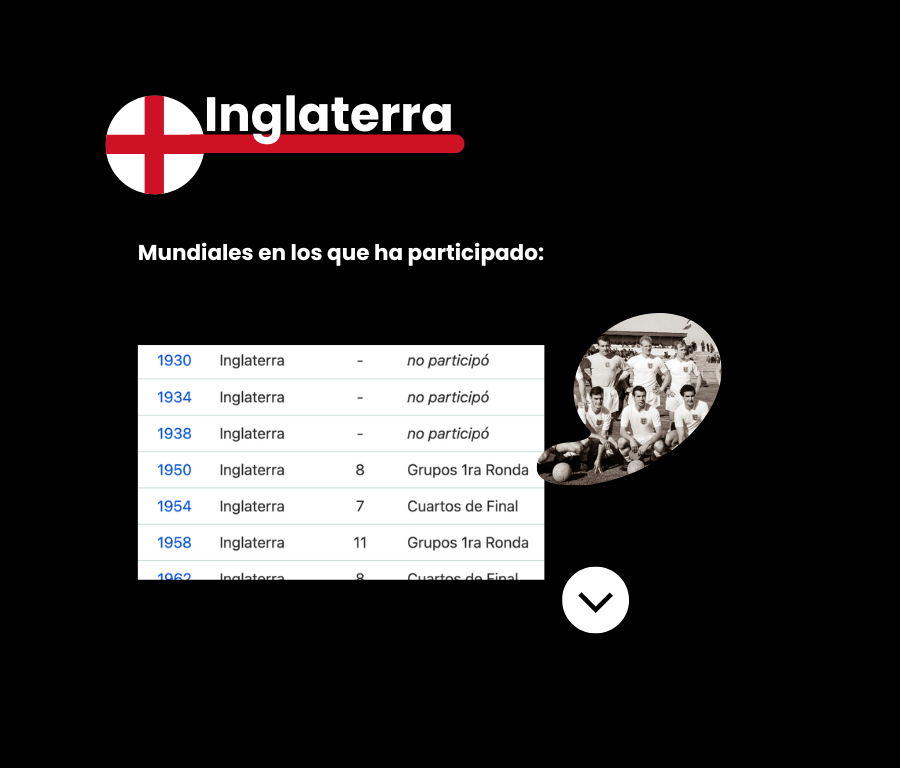 Inglaterra
Mundiales en los que ha participado:
1930 Inglaterra - no participó
1934 Inglaterra - no participó
1938 Inglaterra - no participó
1950 Inglaterra 8 Grupos 1ra Ronda
1954 Inglaterra 7 Cuartos de Final
1958 Inglaterra 11 Grupos 1ra Ronda
1962 Inglaterra 8 Cuartos de Final